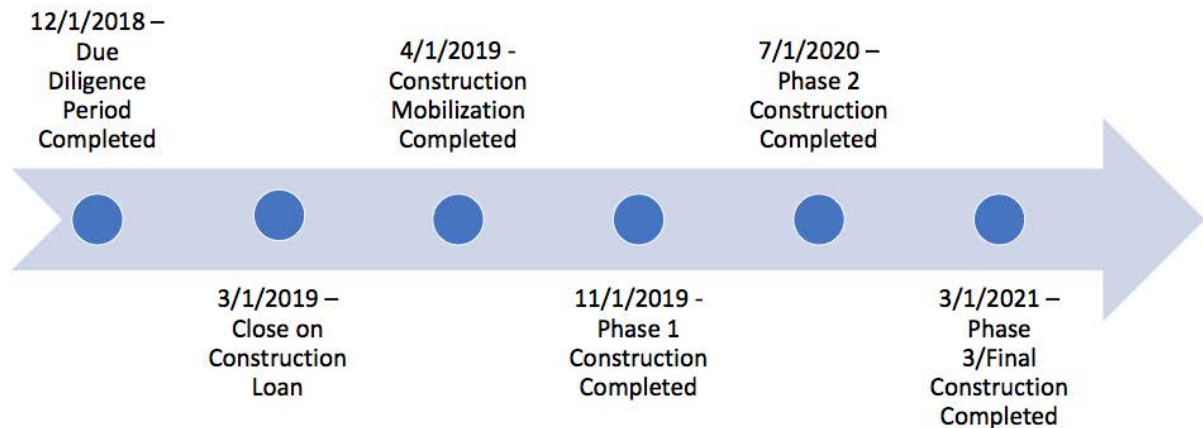 12/1/2018 –
Due
Diligence
Period
Completed
3/1/2019 –
Close on
Construction
Loan
4/1/2019 -
Construction
Mobilization
Completed
11/1/2019 -
Phase 1
Construction
Completed
7/1/2020 –
Phase 2
Construction
Completed
3/1/2021 –
Phase
3/Final
Construction
Completed